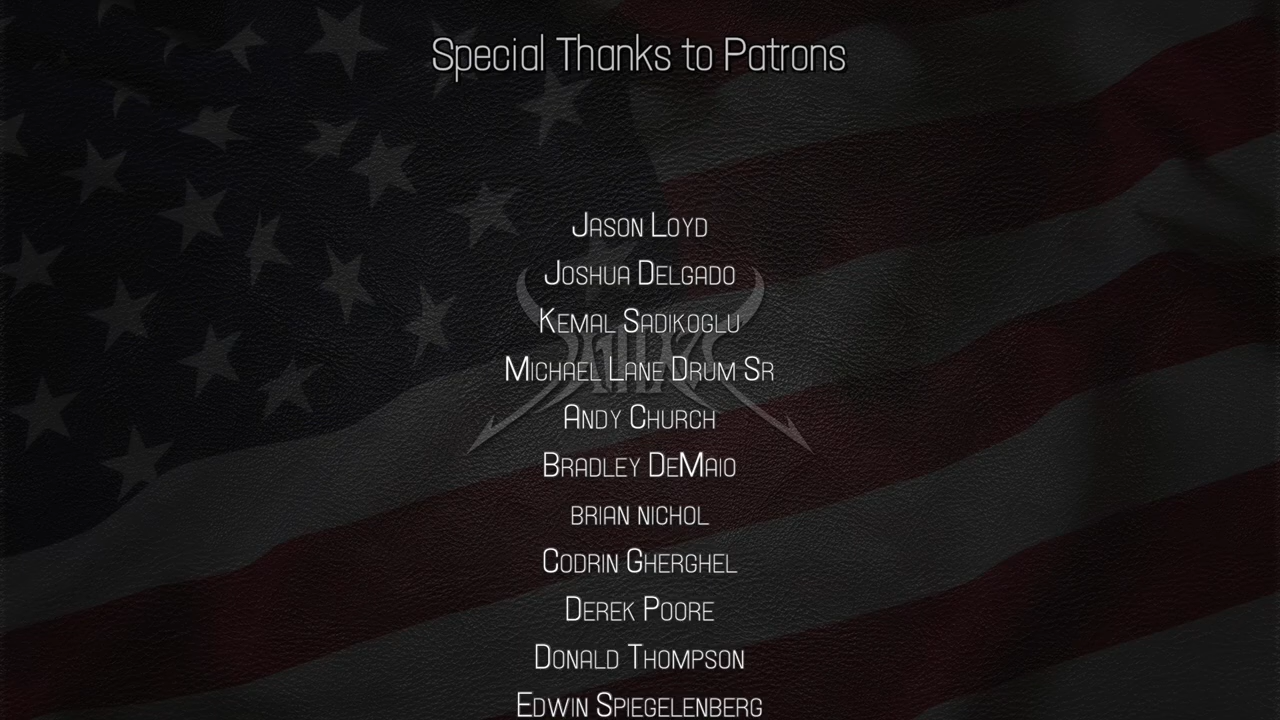 Special Thanks to Patrons
Jason Loyd
Joshua Delgado
Kemal Sadikoglu
Michael Lane Drum Sr
Andy Church
Bradley DeMaio
brian nichol
Codrin Gherghel
Derek Poore
Donald Thompson
Edwin Spiegelenberg